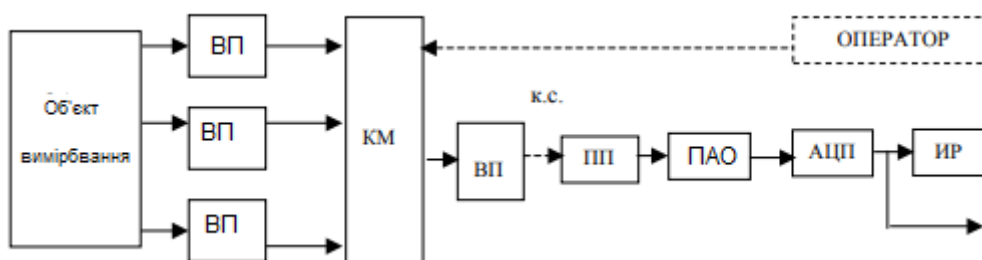 ВП
ОПЕРАТОР
Об'єкт
вимірбвання
к.с.
ВП
КМ
ВП
ПП
ПАО
АЦП
ИР
ВП